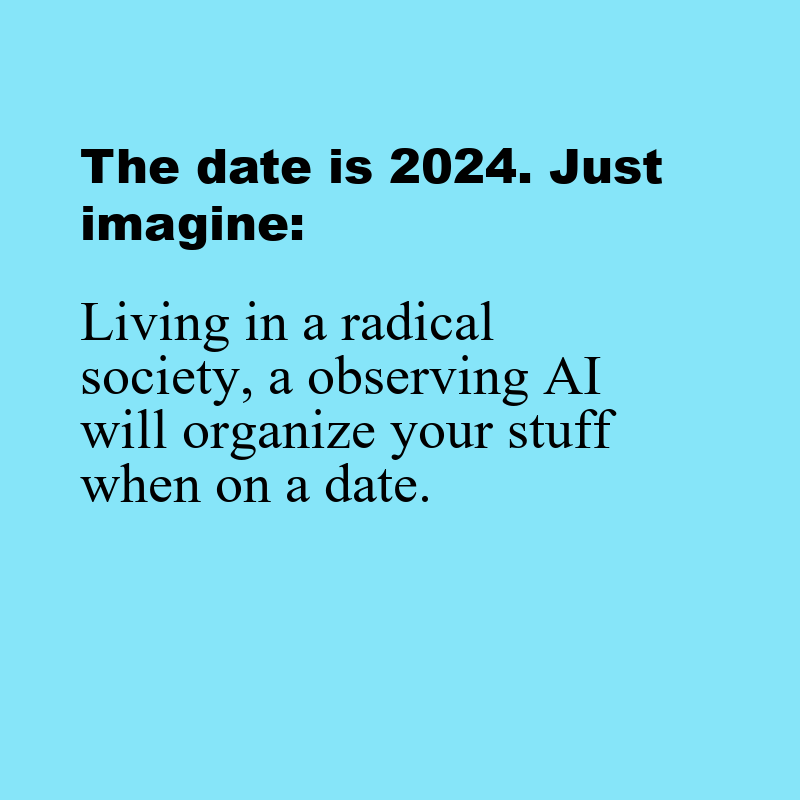 The date is 2024. Just
imagine:
Living in a radical
society, a observing AI
will organize your stuff
when on a date.